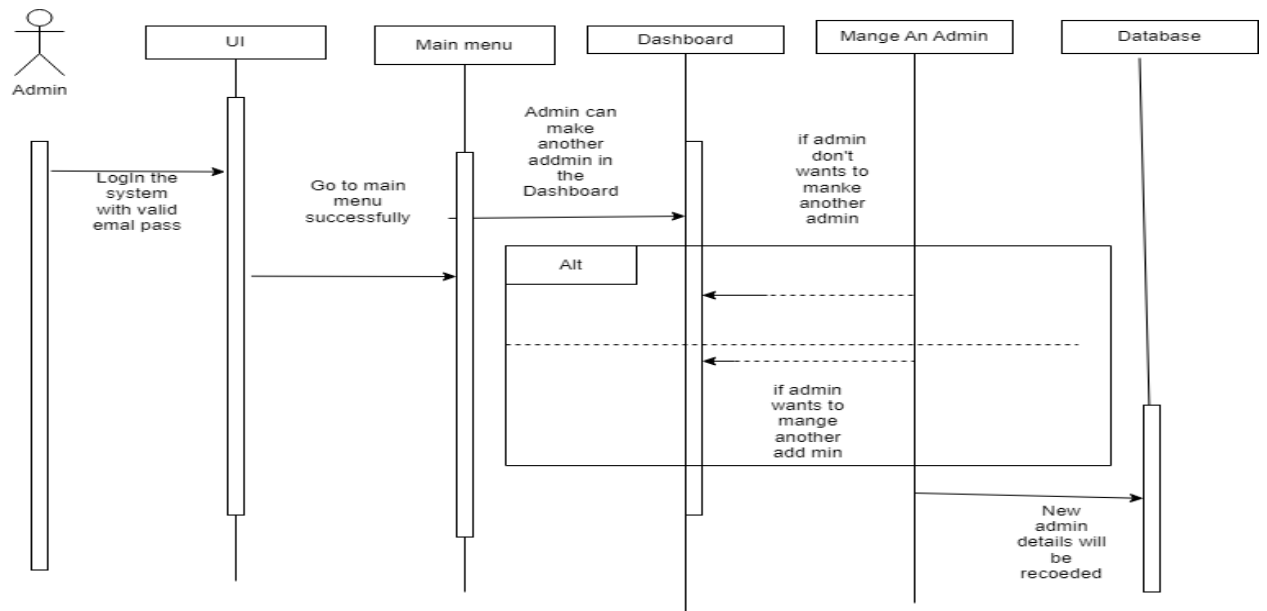 Admin
UI
Main menu
Dashboard
Mange An Admin
Database
LogIn the
system
with valid
emal pass
Go to main
menu
successfully
Admin can
make
another
addmin in
the
Dashboard
if admin
don't
wants to
manke
another
admin
Alt
if admin
wants to
mange
another
add min
New
admin
details will
be
recoeded